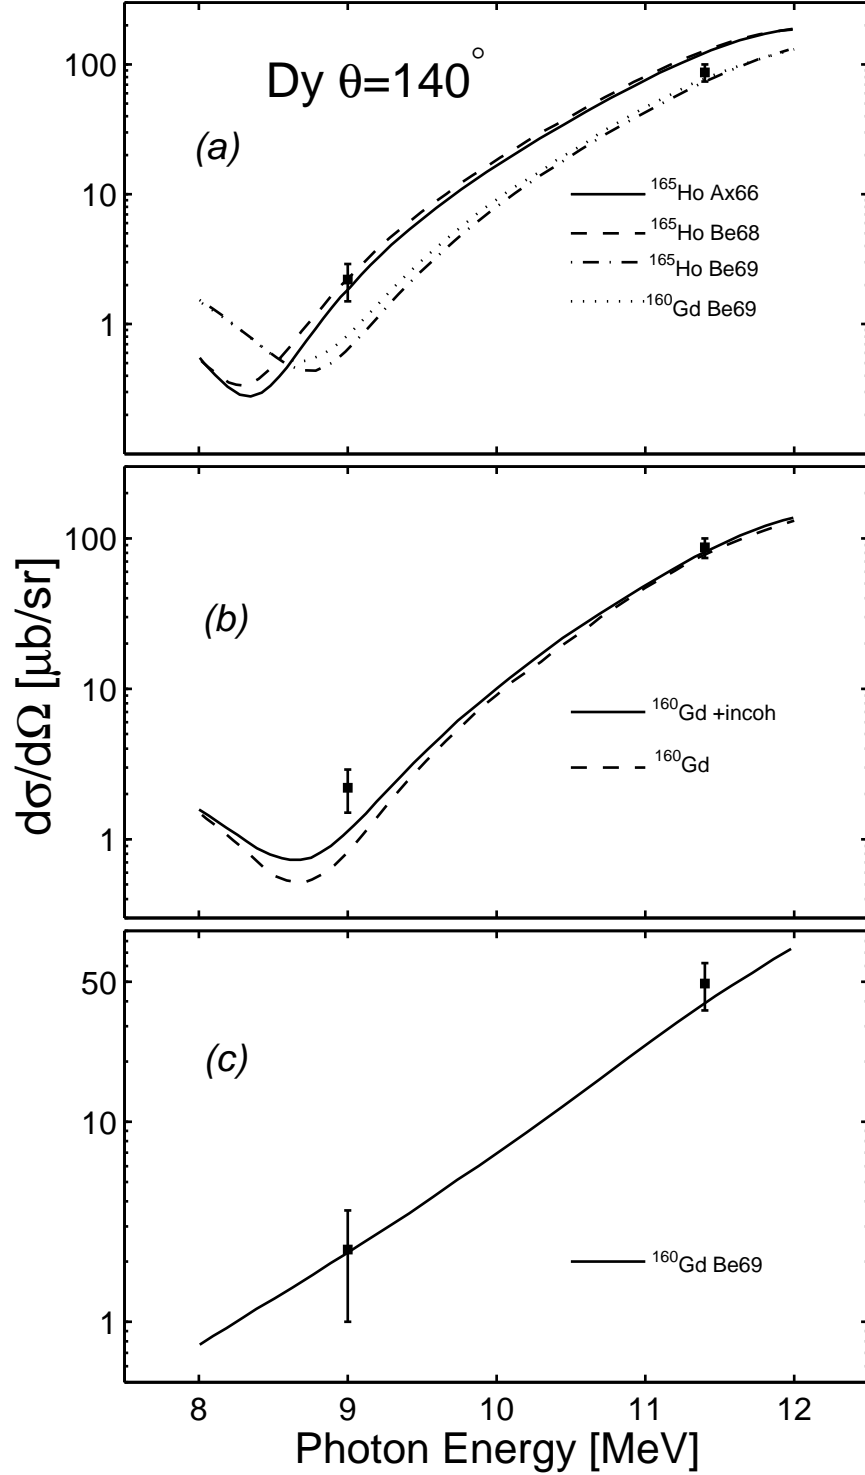 Dy θ=140°
(a)
100
10
1
¹⁶⁵Ho Ax66
¹⁶⁵Ho Be68
¹⁶⁵Ho Be69
¹⁶⁰Gd Be69
(b)
100
10
1
¹⁶⁰Gd +incoh
¹⁶⁰Gd
dσ/dΩ [μb/sr]
(c)
50
10
1
¹⁶⁰Gd Be69
8 9 10 11 12
Photon Energy [MeV]